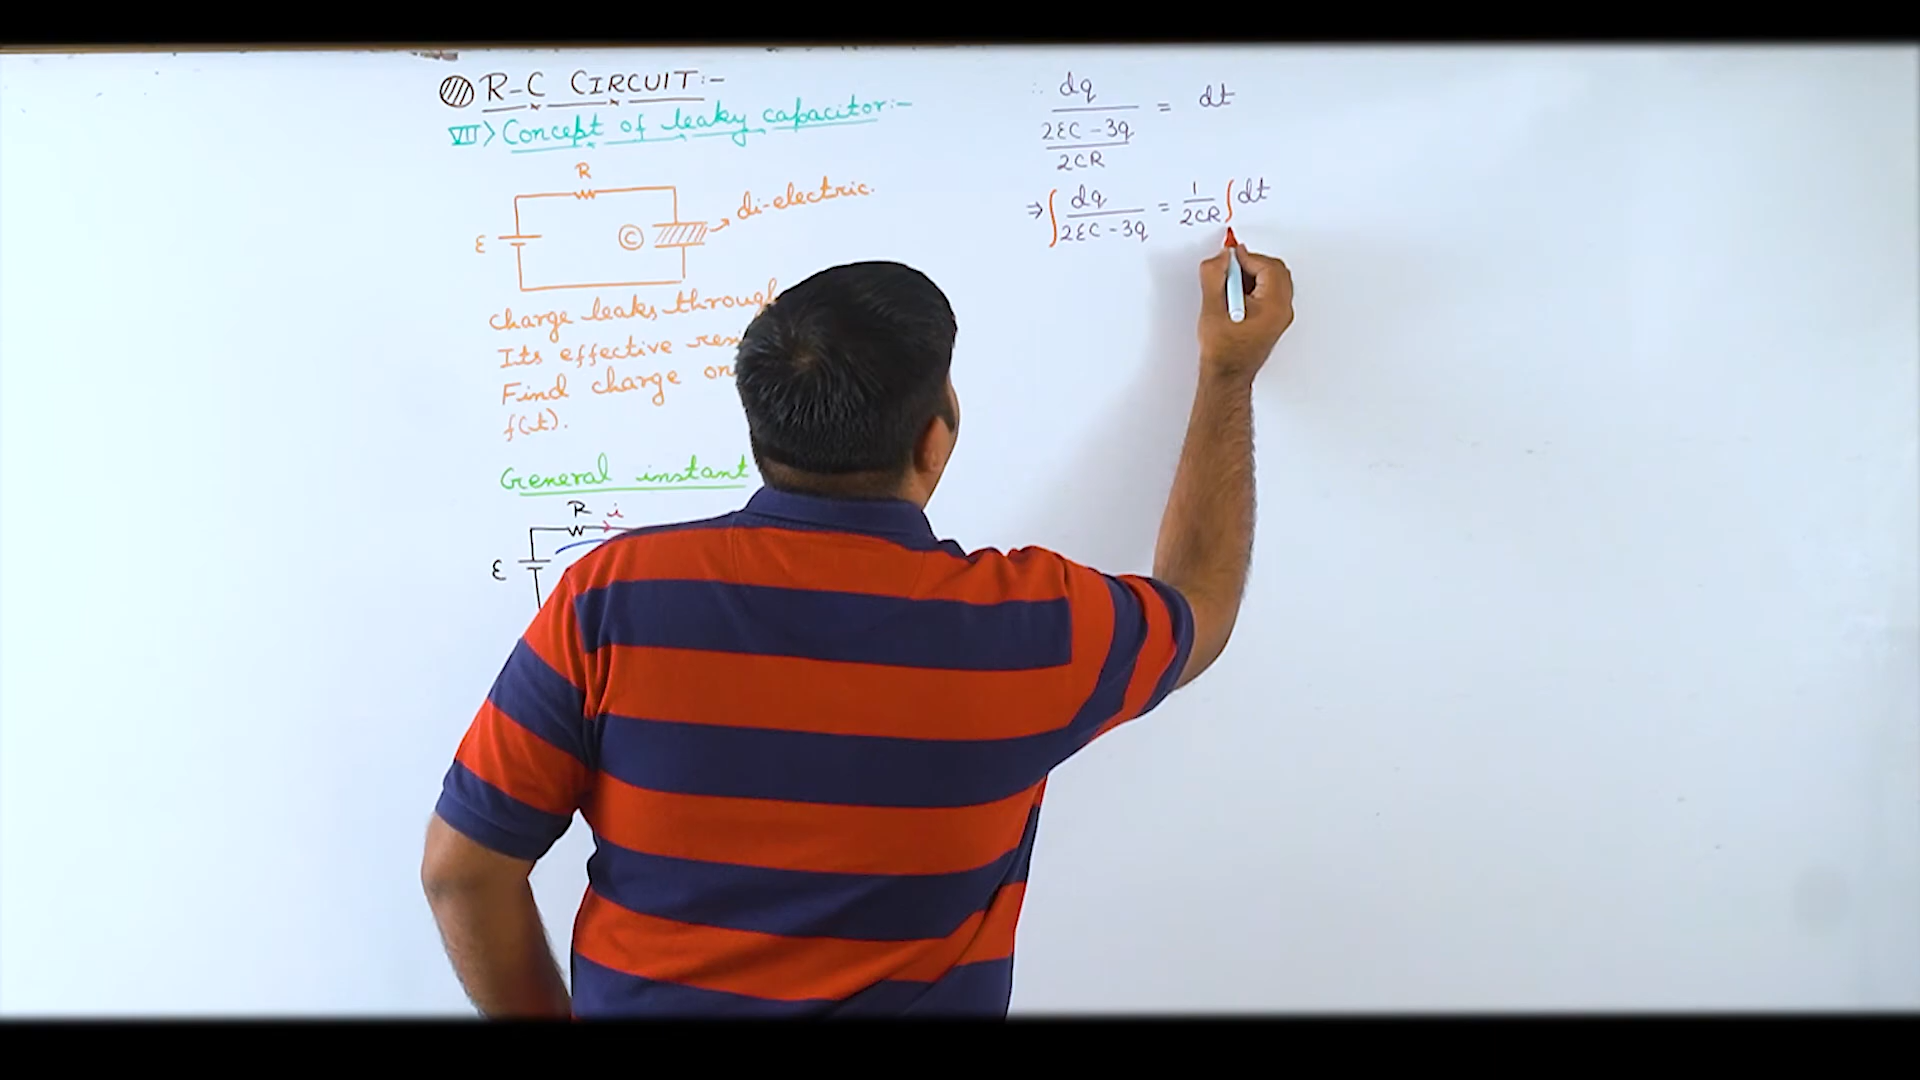 R-C CIRCUIT:-
VII> Concept of leaky capacitor:-
R
ε
C
di-electric.
Charge leaks through
Its effective
Find charge on
f(t).
General instant
R i
ε
∴ dq / ((2εC - 3q) / 2CR) = dt
⇒ ∫ dq / (2εC - 3q) = 1/2CR ∫ dt